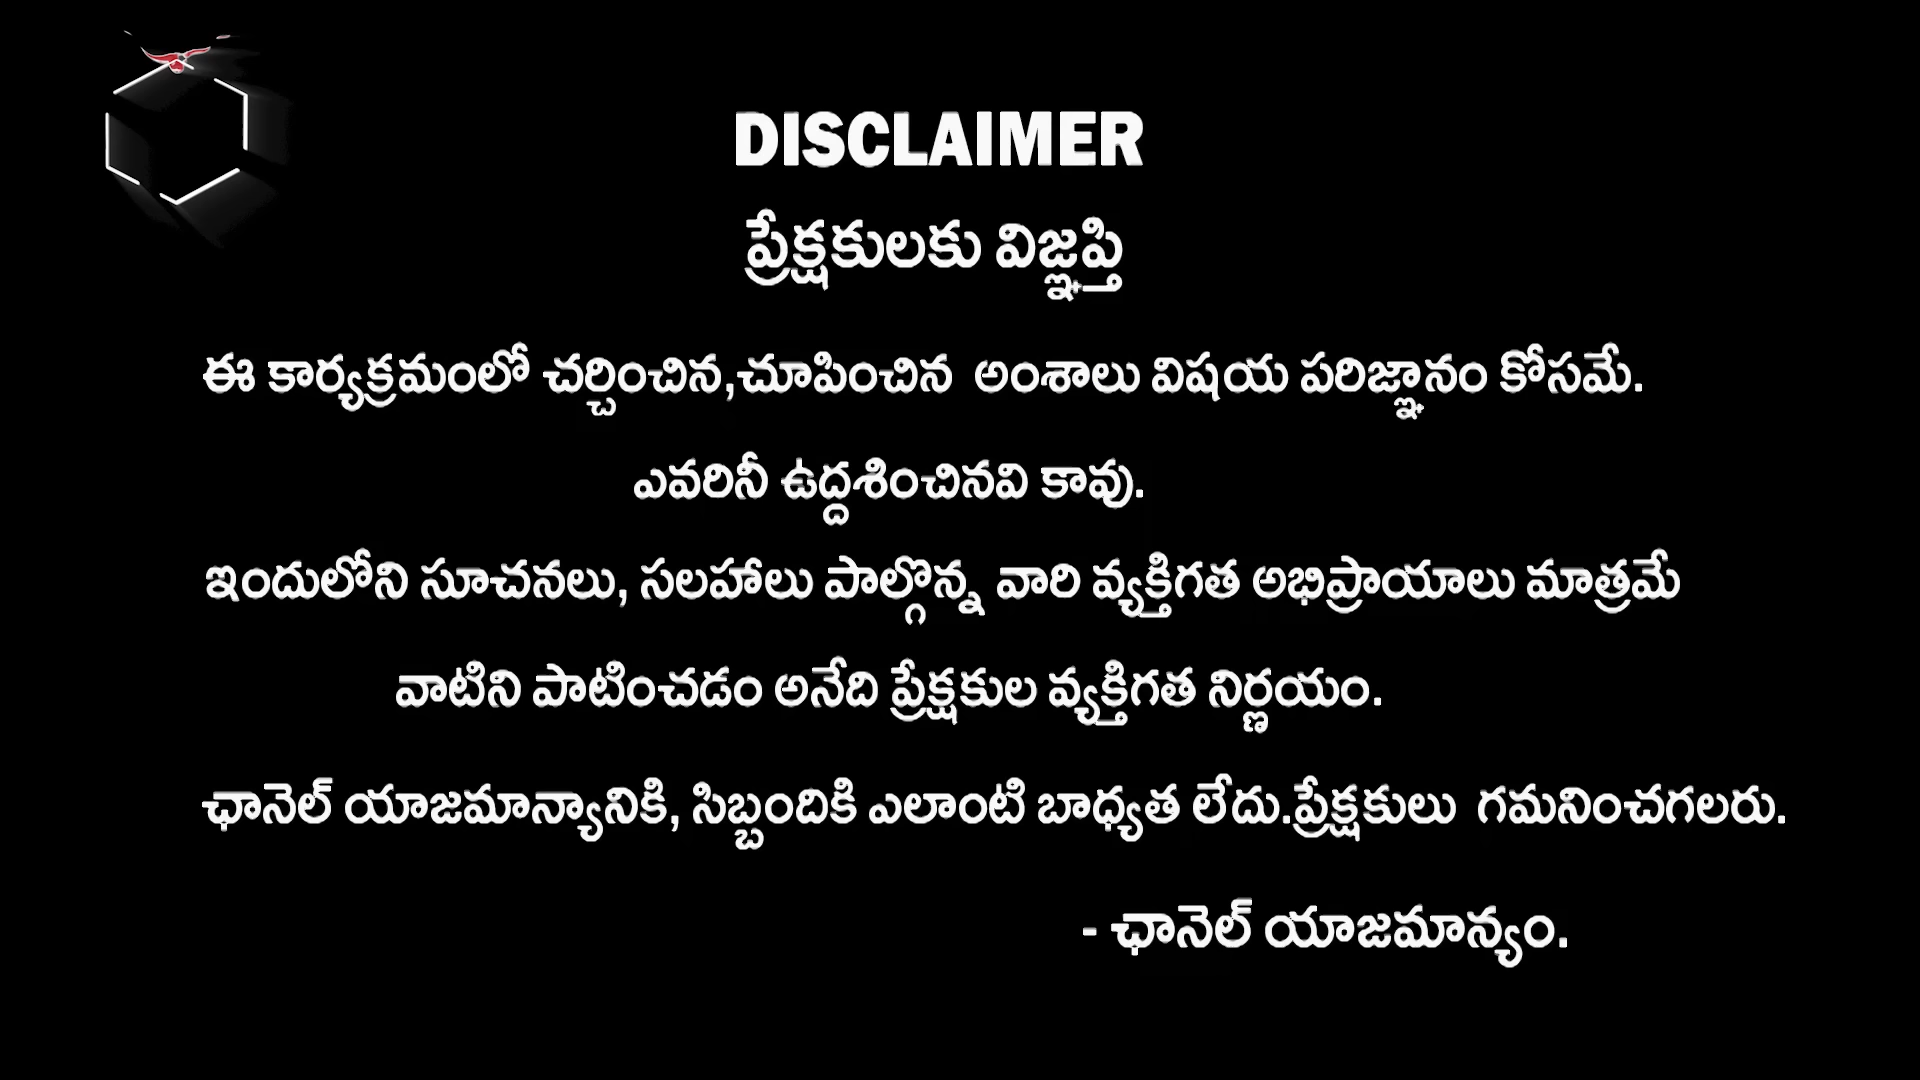 DISCLAIMER
ప్రేక్షకులకు విజ్ఞప్తి
ఈ కార్యక్రమంలో చర్చించిన,చూపించిన అంశాలు విషయ పరిజ్ఞానం కోసమే.
ఎవరినీ ఉద్దశించినవి కావు.
ఇందులోని సూచనలు, సలహాలు పాల్గొన్న వారి వ్యక్తిగత అభిప్రాయాలు మాత్రమే
వాటిని పాటించడం అనేది ప్రేక్షకుల వ్యక్తిగత నిర్ణయం.
ఛానెల్ యాజమాన్యానికి, సిబ్బందికి ఎలాంటి బాధ్యత లేదు.ప్రేక్షకులు గమనించగలరు.
- ఛానెల్ యాజమాన్యం.